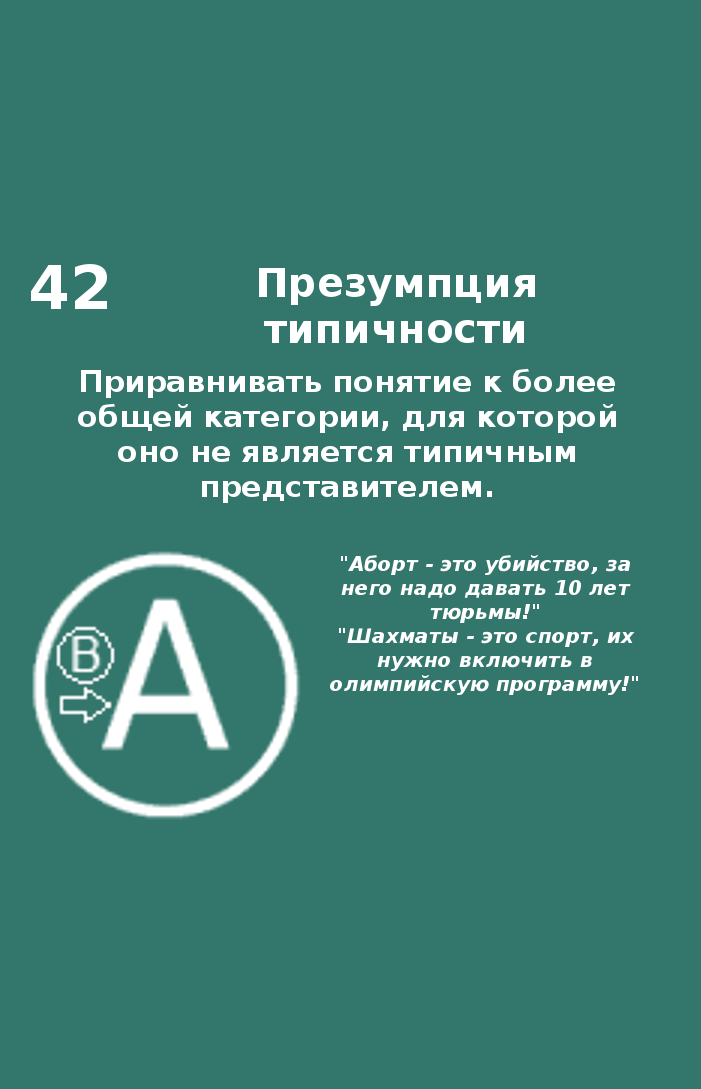 42
Презумпция
типичности
Приравнивать понятие к более
общей категории, для которой
оно не является типичным
представителем.
B
A
"Аборт - это убийство, за
него надо давать 10 лет
тюрьмы!"
"Шахматы - это спорт, их
нужно включить в
олимпийскую программу!"